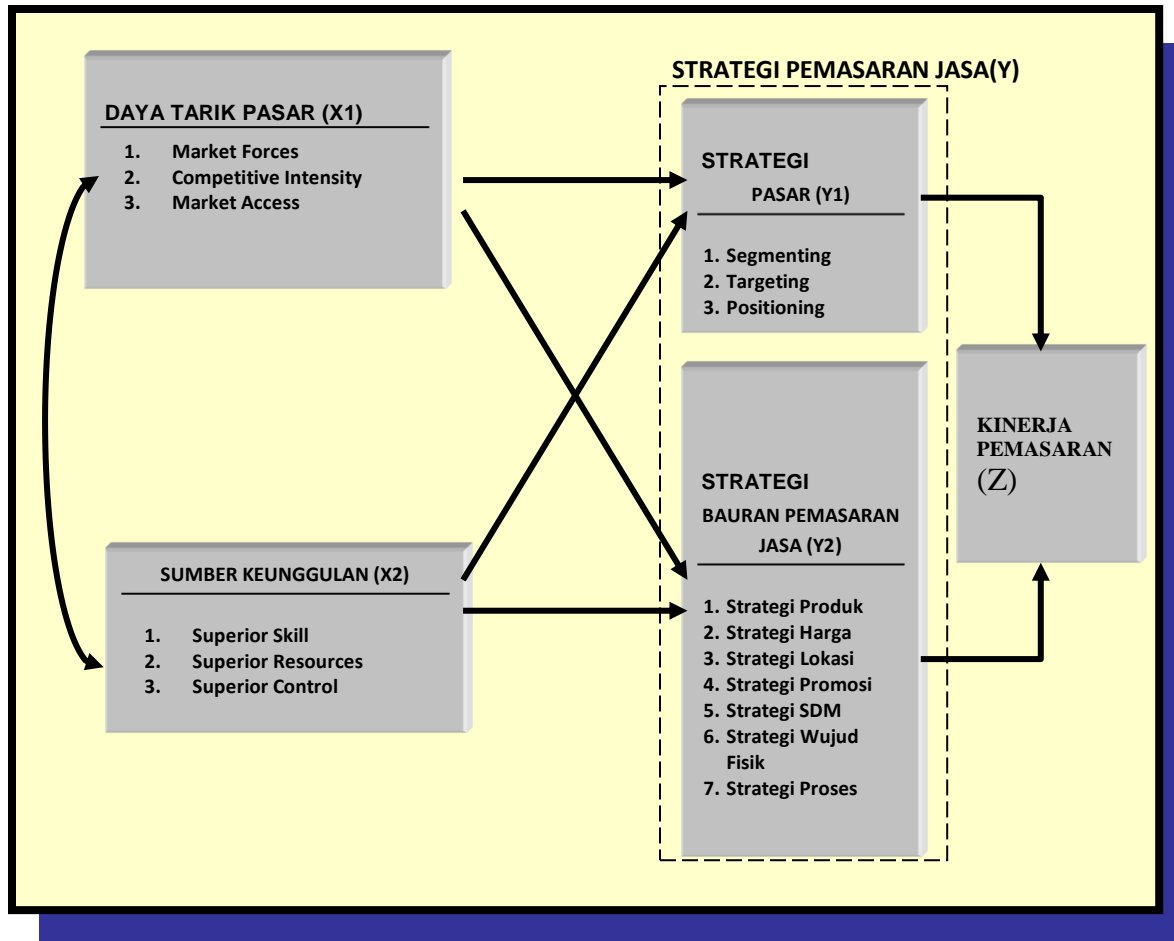 STRATEGI PEMASARAN JASA(Y)
DAYA TARIK PASAR (X1)
1. Market Forces
2. Competitive Intensity
3. Market Access
STRATEGI
PASAR (Y1)
1. Segmenting
2. Targeting
3. Positioning
SUMBER KEUNGGULAN (X2)
1. Superior Skill
2. Superior Resources
3. Superior Control
STRATEGI
BAURAN PEMASARAN
JASA (Y2)
1. Strategi Produk
2. Strategi Harga
3. Strategi Lokasi
4. Strategi Promosi
5. Strategi SDM
6. Strategi Wujud
Fisik
7. Strategi Proses
KINERJA
PEMASARAN
(Z)